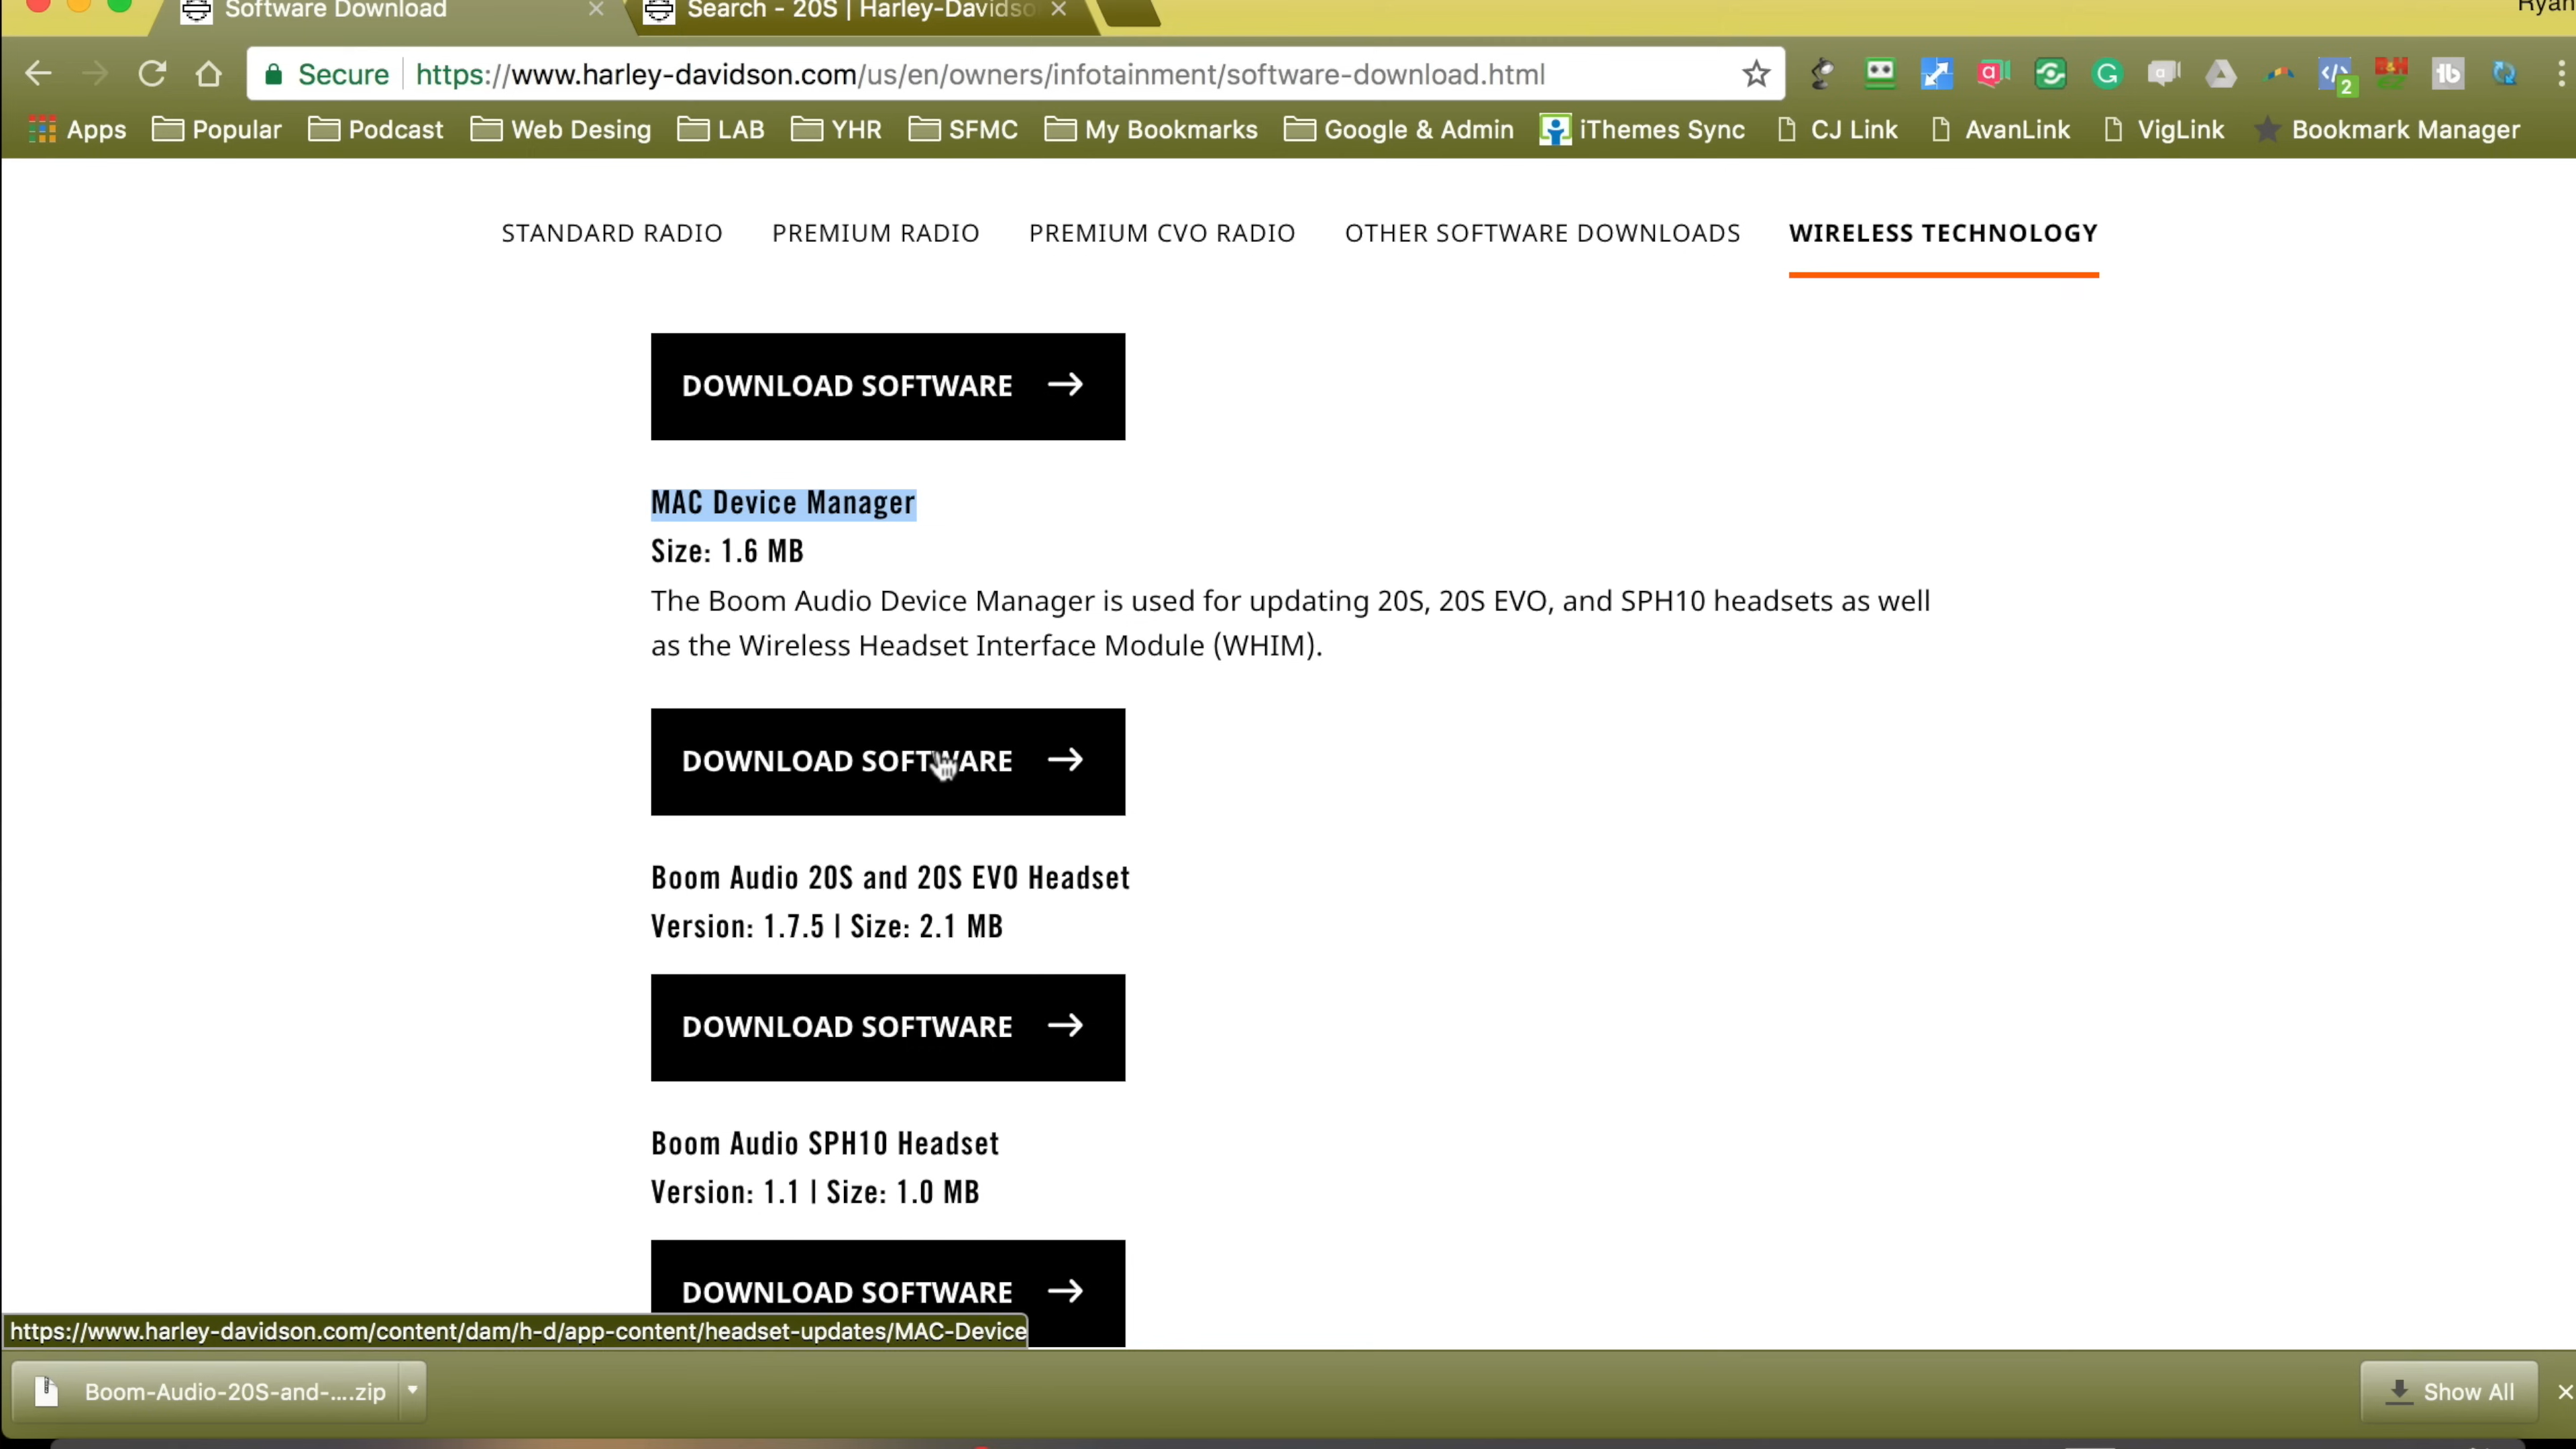 Software Download
Search - 20S | Harley-Davidso
Ryan
Secure
https://www.harley-davidson.com/us/en/owners/infotainment/software-download.html
2
Apps
Popular
Podcast
Web Desing
LAB
YHR
SFMC
My Bookmarks
Google & Admin
iThemes Sync
CJ Link
AvanLink
VigLink
Bookmark Manager
STANDARD RADIO
PREMIUM RADIO
PREMIUM CVO RADIO
OTHER SOFTWARE DOWNLOADS
WIRELESS TECHNOLOGY
DOWNLOAD SOFTWARE
MAC Device Manager
Size: 1.6 MB
The Boom Audio Device Manager is used for updating 20S, 20S EVO, and SPH10 headsets as well
as the Wireless Headset Interface Module (WHIM).
DOWNLOAD SOFTWARE
Boom Audio 20S and 20S EVO Headset
Version: 1.7.5 | Size: 2.1 MB
DOWNLOAD SOFTWARE
Boom Audio SPH10 Headset
Version: 1.1 | Size: 1.0 MB
DOWNLOAD SOFTWARE
https://www.harley-davidson.com/content/dam/h-d/app-content/headset-updates/MAC-Device
Boom-Audio-20S-and-....zip
Show All